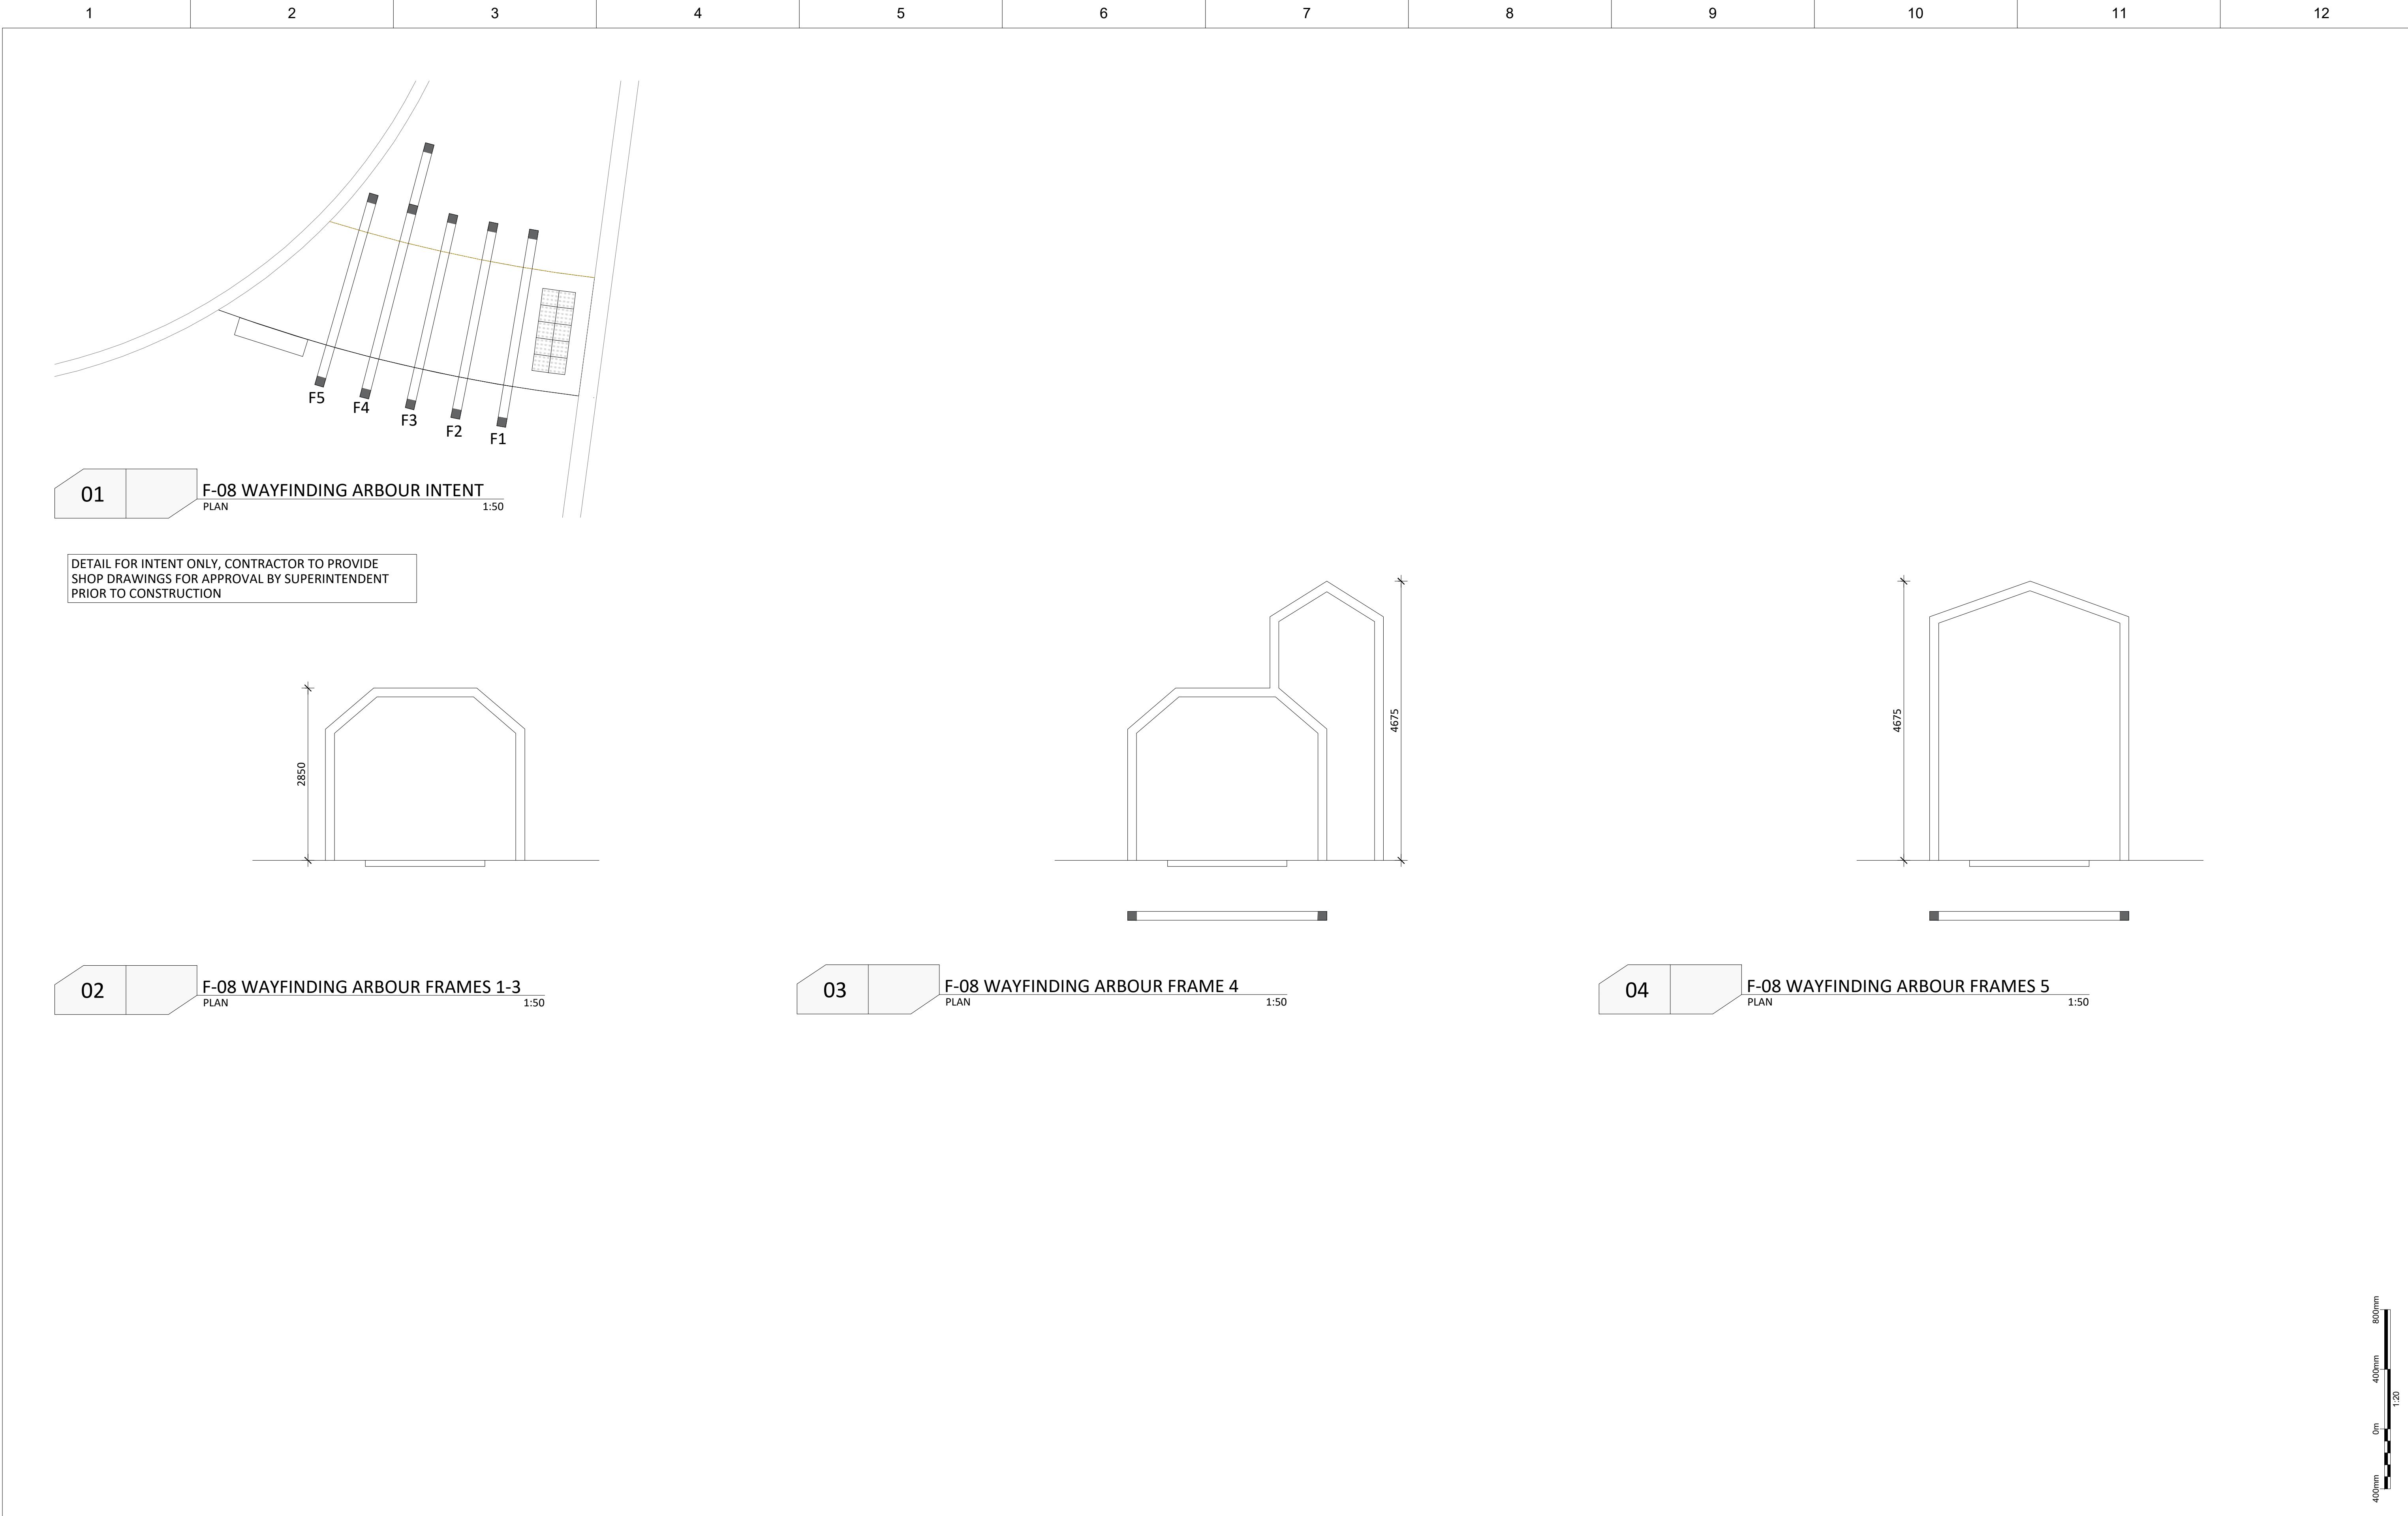 1 2 3 4 5 6 7 8 9 10 11 12
F5
F4
F3
F2
F1
01
F-08 WAYFINDING ARBOUR INTENT
PLAN 1:50
DETAIL FOR INTENT ONLY, CONTRACTOR TO PROVIDE
SHOP DRAWINGS FOR APPROVAL BY SUPERINTENDENT
PRIOR TO CONSTRUCTION
2850
4675
4675
02
F-08 WAYFINDING ARBOUR FRAMES 1-3
PLAN 1:50
03
F-08 WAYFINDING ARBOUR FRAME 4
PLAN 1:50
04
F-08 WAYFINDING ARBOUR FRAMES 5
PLAN 1:50
800mm
400mm
1:20
0m
400mm